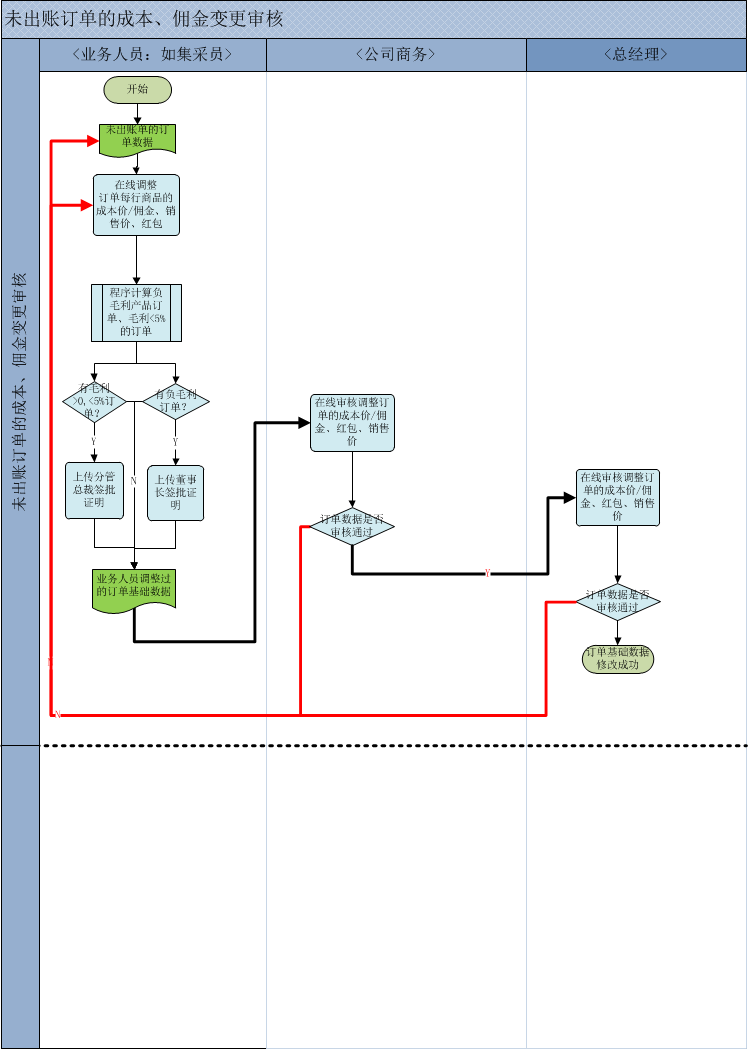 未出账订单的成本、佣金变更审核
<业务人员：如集采员>
<公司商务>
<总经理>
未出账订单的成本、佣金变更审核
开始
未出账单的订
单数据
在线调整
订单每行商品的
成本价/佣金、销
售价、红包
程序计算负
毛利产品订
单、毛利<5%
的订单
有毛利
>0,<5%订
单?
有负毛利
订单?
Y
Y
N
上传分管
总裁签批
证明
上传董事
长签批证
明
业务人员调整过
的订单基础数据
在线审核调整订
单的成本价/佣
金、红包、销售
价
订单数据是否
审核通过
Y
在线审核调整订
单的成本价/佣
金、红包、销售
价
订单数据是否
审核通过
订单基础数据
修改成功
N
N